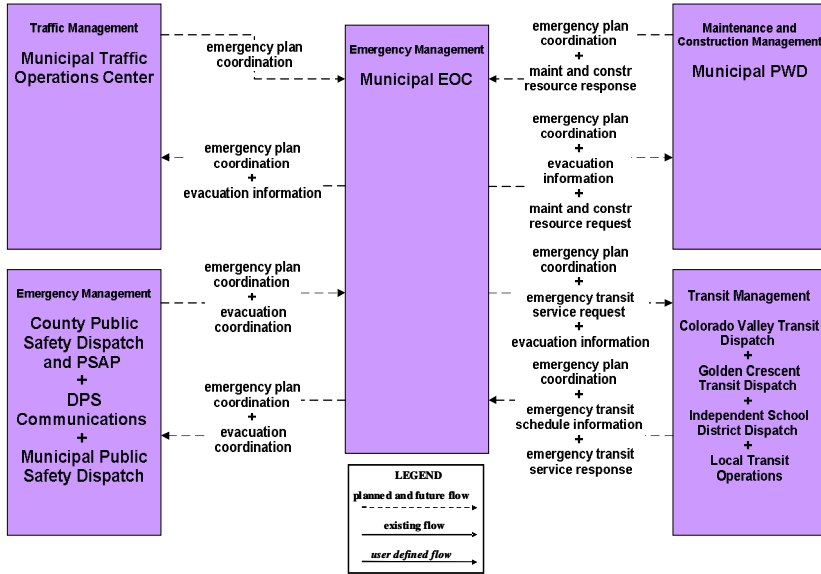 Traffic Management
Municipal Traffic
Operations Center
emergency plan
coordination
Emergency Management
Municipal EOC
emergency plan
coordination
+
maint and constr
resource response
Maintenance and
Construction Management
Municipal PWD
emergency plan
coordination
+
evacuation information
emergency plan
coordination
+
evacuation
information
+
maint and constr
resource request
Emergency Management
County Public
Safety Dispatch
and PSAP
+
DPS
Communications
+
Municipal Public
Safety Dispatch
emergency plan
coordination
+
evacuation
coordination
emergency plan
coordination
+
evacuation
coordination
emergency plan
coordination
+
emergency transit
service request
+
evacuation information
emergency plan
coordination
+
emergency transit
schedule information
+
emergency transit
service response
Transit Management
Colorado Valley Transit
Dispatch
+
Golden Crescent
Transit Dispatch
+
Independent School
District Dispatch
+
Local Transit
Operations
LEGEND
planned and future flow
existing flow
user defined flow